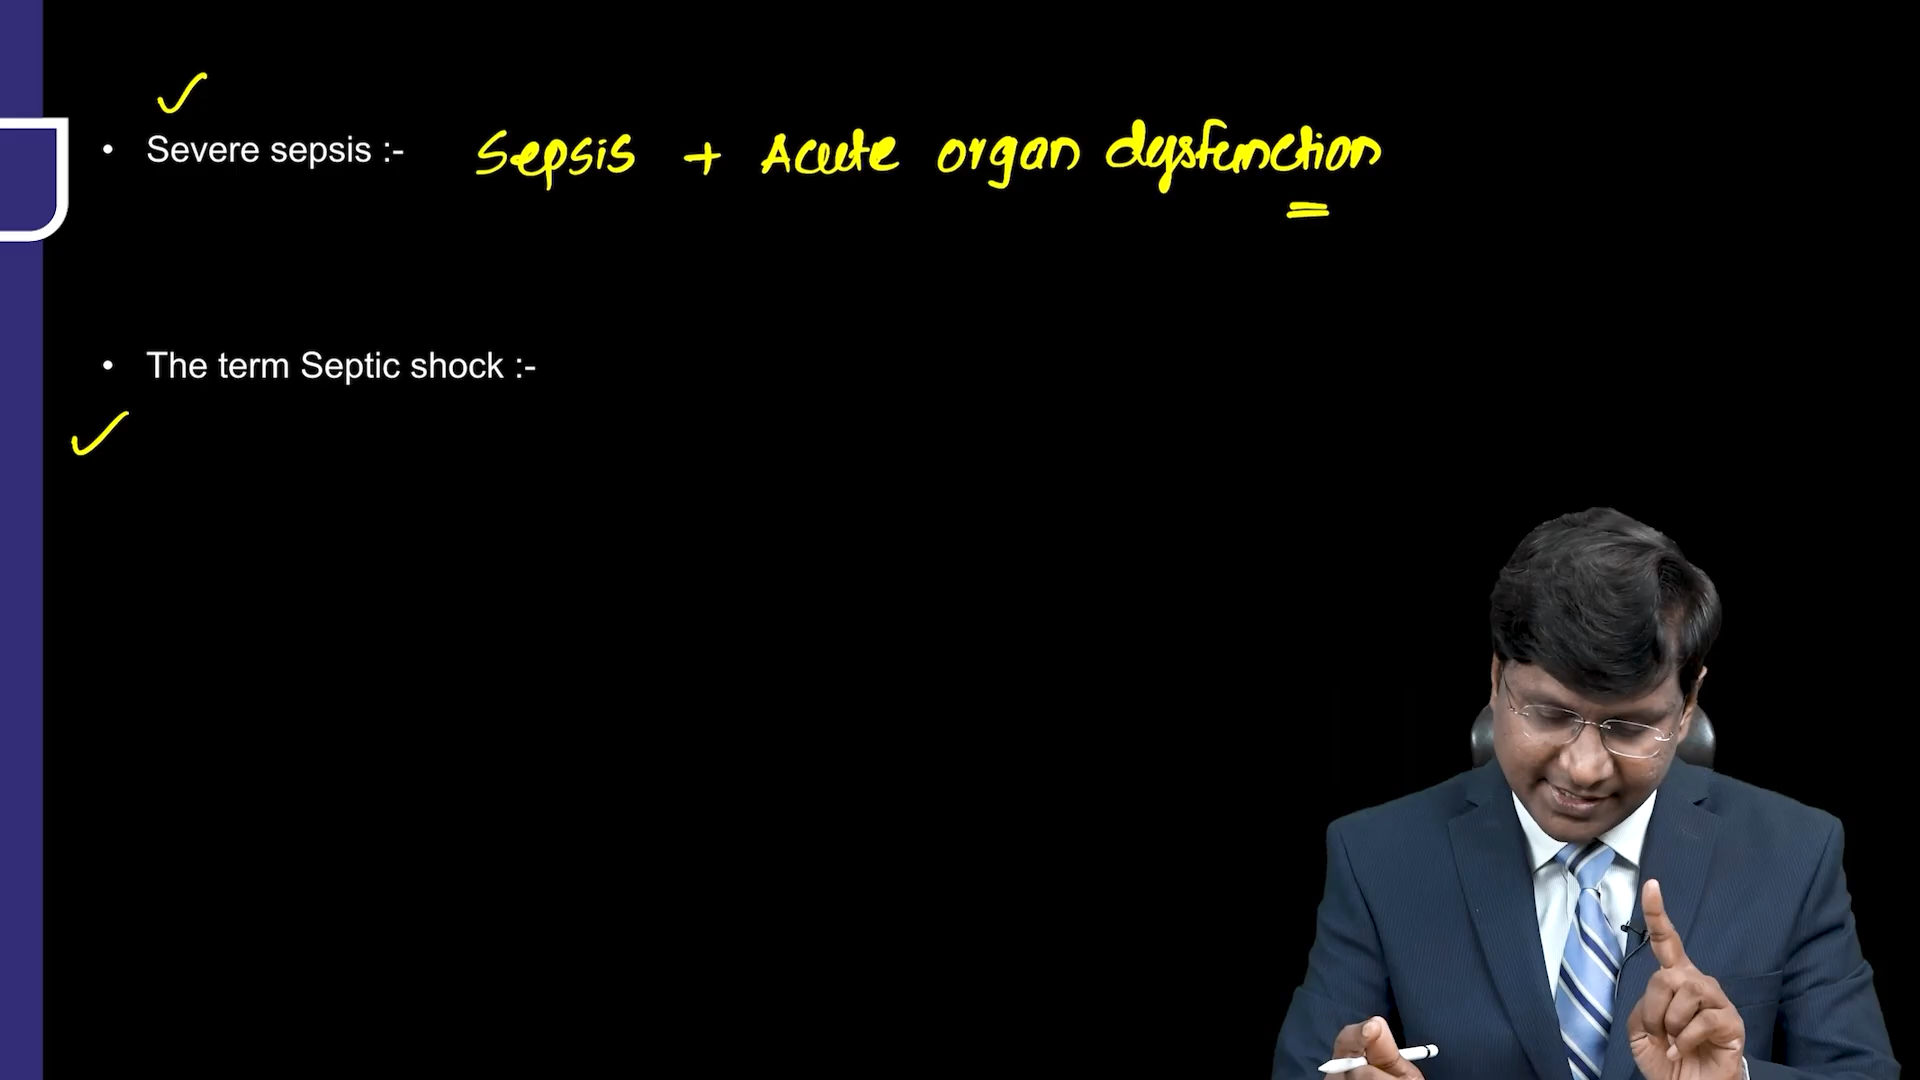 • Severe sepsis :- Sepsis + Acute organ dysfunction
• The term Septic shock :-